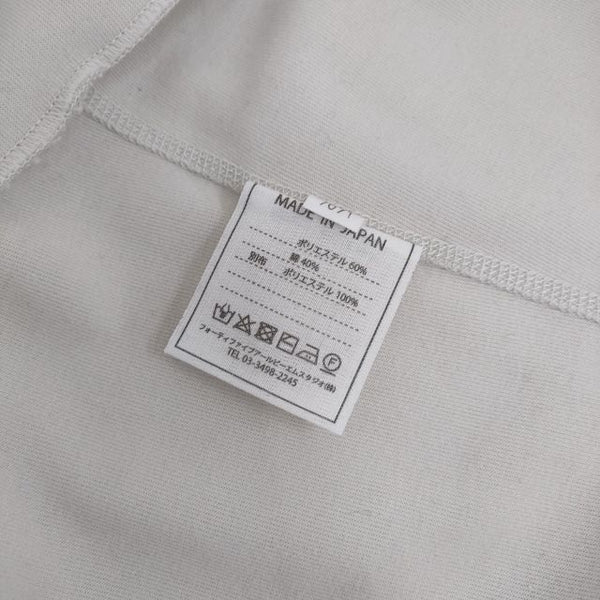 MADE IN JAPAN
ポリエステル 60%
綿 40%
別布 ポリエステル 100%
F
フォーティファイブアールピーエムスタジオ(株)
TEL 03-3498-2245